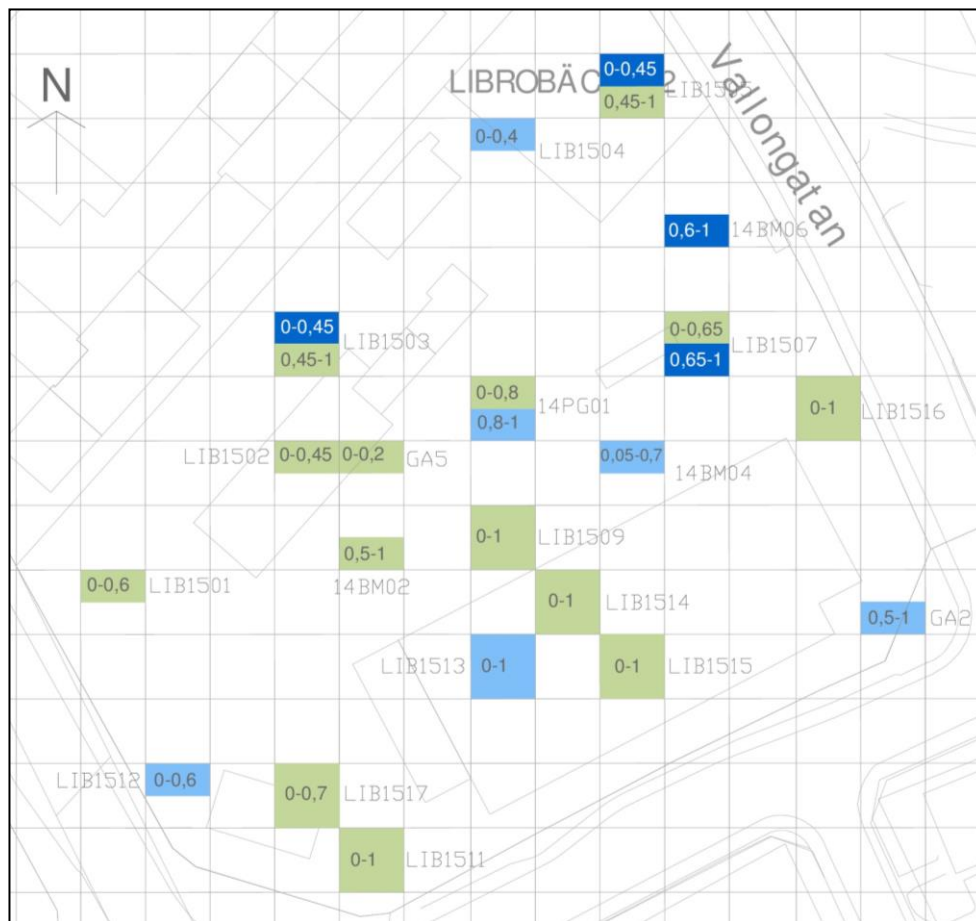 N
LIBROBÄC
2
Vallongatan
0-0,45
0,45-1
0-0,4
LIB1504
0,6-1
14BM06
0-0,45
LIB1503
0,45-1
0-0,65
LIB1507
0,65-1
0-0,8
14PG01
0,8-1
0-1
LIB1516
LIB1502
0-0,45
0-0,2
GA5
0,05-0,7
14BM04
0-1
LIB1509
0,5-1
14BM02
0-0,6
LIB1501
0-1
LIB1514
0,5-1
GA2
LIB1513
0-1
0-1
LIB1515
LIB1512
0-0,6
0-0,7
LIB1517
0-1
LIB1511